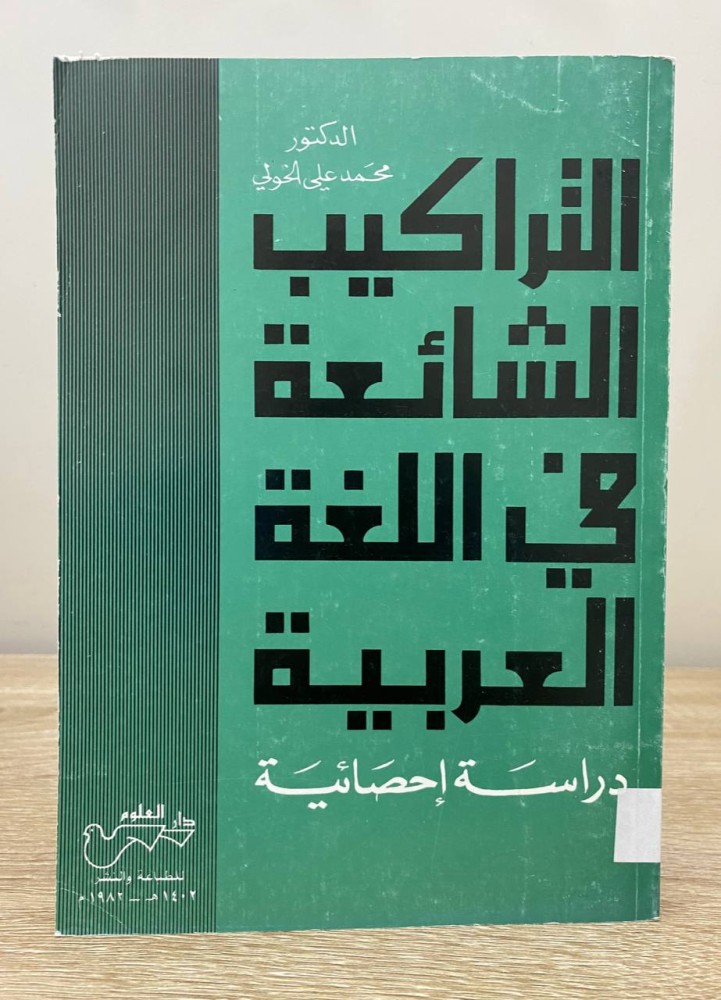 الدكتور
محمد علي الخولي
التراكيب
الشائعة
في اللغة
العربية
دراسة إحصائية
دار العلوم
للطباعة والنشر
١٤٠٢هـ - ١٩٨٢م